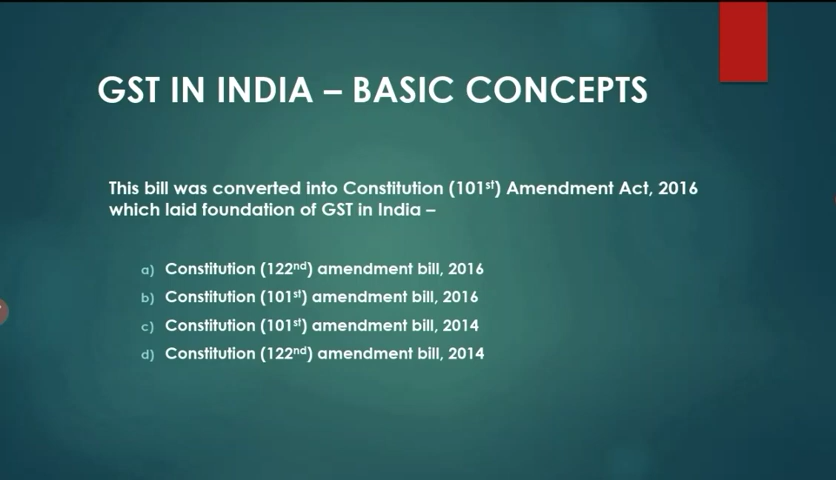 GST IN INDIA – BASIC CONCEPTS
This bill was converted into Constitution (101st) Amendment Act, 2016
which laid foundation of GST in India –
a) Constitution (122nd) amendment bill, 2016
b) Constitution (101st) amendment bill, 2016
c) Constitution (101st) amendment bill, 2014
d) Constitution (122nd) amendment bill, 2014